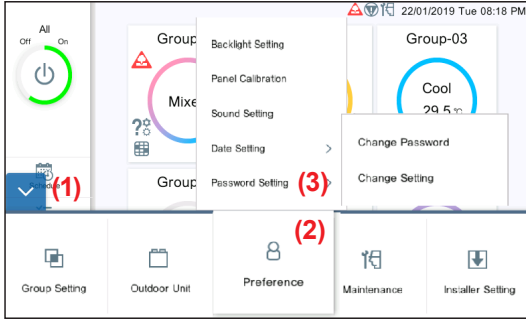 22/01/2019 Tue 08:18 PM
All
Off On
Group
Mixe
Group-03
Cool
29.5 °C
Backlight Setting
Panel Calibration
Sound Setting
Date Setting >
Password Setting >
(3)
Change Password
Change Setting
Schedule
(1)
Group
(2)
Group Setting
Outdoor Unit
Preference
Maintenance
Installer Setting